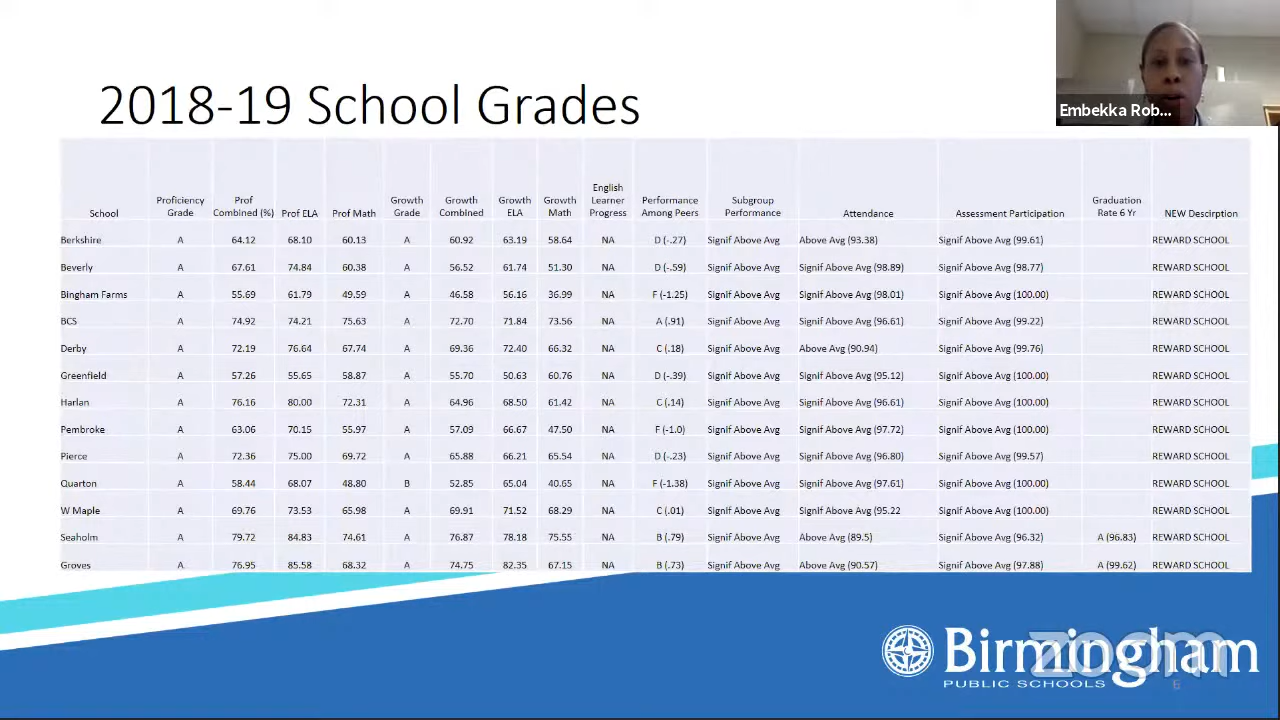 Embekka Rob...
2018-19 School Grades
School Proficiency Grade Prof Combined (%) Prof ELA Prof Math Growth Grade Growth Combined Growth ELA Growth Math English Learner Progress Performance Among Peers Subgroup Performance Attendance Assessment Participation Graduation Rate 6 Yr NEW Descirption
Berkshire A 64.12 68.10 60.13 A 60.92 63.19 58.64 NA D (-.27) Signif Above Avg Above Avg (93.38) Signif Above Avg (99.61) REWARD SCHOOL
Beverly A 67.61 74.84 60.38 A 56.52 61.74 51.30 NA D (-.59) Signif Above Avg Signif Above Avg (98.89) Signif Above Avg (98.77) REWARD SCHOOL
Bingham Farms A 55.69 61.79 49.59 A 46.58 56.16 36.99 NA F (-1.25) Signif Above Avg Signif Above Avg (98.01) Signif Above Avg (100.00) REWARD SCHOOL
BCS A 74.92 74.21 75.63 A 72.70 71.84 73.56 NA A (.91) Signif Above Avg Signif Above Avg (96.61) Signif Above Avg (99.22) REWARD SCHOOL
Derby A 72.19 76.64 67.74 A 69.36 72.40 66.32 NA C (.18) Signif Above Avg Above Avg (90.94) Signif Above Avg (99.76) REWARD SCHOOL
Greenfield A 57.26 55.65 58.87 A 55.70 50.63 60.76 NA D (-.39) Signif Above Avg Signif Above Avg (95.12) Signif Above Avg (100.00) REWARD SCHOOL
Harlan A 76.16 80.00 72.31 A 64.96 68.50 61.42 NA C (.14) Signif Above Avg Signif Above Avg (96.61) Signif Above Avg (100.00) REWARD SCHOOL
Pembroke A 63.06 70.15 55.97 A 57.09 66.67 47.50 NA F (-1.0) Signif Above Avg Signif Above Avg (97.72) Signif Above Avg (100.00) REWARD SCHOOL
Pierce A 72.36 75.00 69.72 A 65.88 66.21 65.54 NA D (-.23) Signif Above Avg Signif Above Avg (96.80) Signif Above Avg (99.57) REWARD SCHOOL
Quarton A 58.44 68.07 48.80 B 52.85 65.04 40.65 NA F (-1.38) Signif Above Avg Signif Above Avg (97.61) Signif Above Avg (100.00) REWARD SCHOOL
W Maple A 69.76 73.53 65.98 A 69.91 71.52 68.29 NA C (.01) Signif Above Avg Signif Above Avg (95.22 Signif Above Avg (100.00) REWARD SCHOOL
Seaholm A 79.72 84.83 74.61 A 76.87 78.18 75.55 NA B (.79) Signif Above Avg Above Avg (89.5) Signif Above Avg (96.32) A (96.83) REWARD SCHOOL
Groves A 76.95 85.58 68.32 A 74.75 82.35 67.15 NA B (.73) Signif Above Avg Above Avg (90.57) Signif Above Avg (97.88) A (99.62) REWARD SCHOOL
Birmingham
zoom
PUBLIC SCHOOLS
6